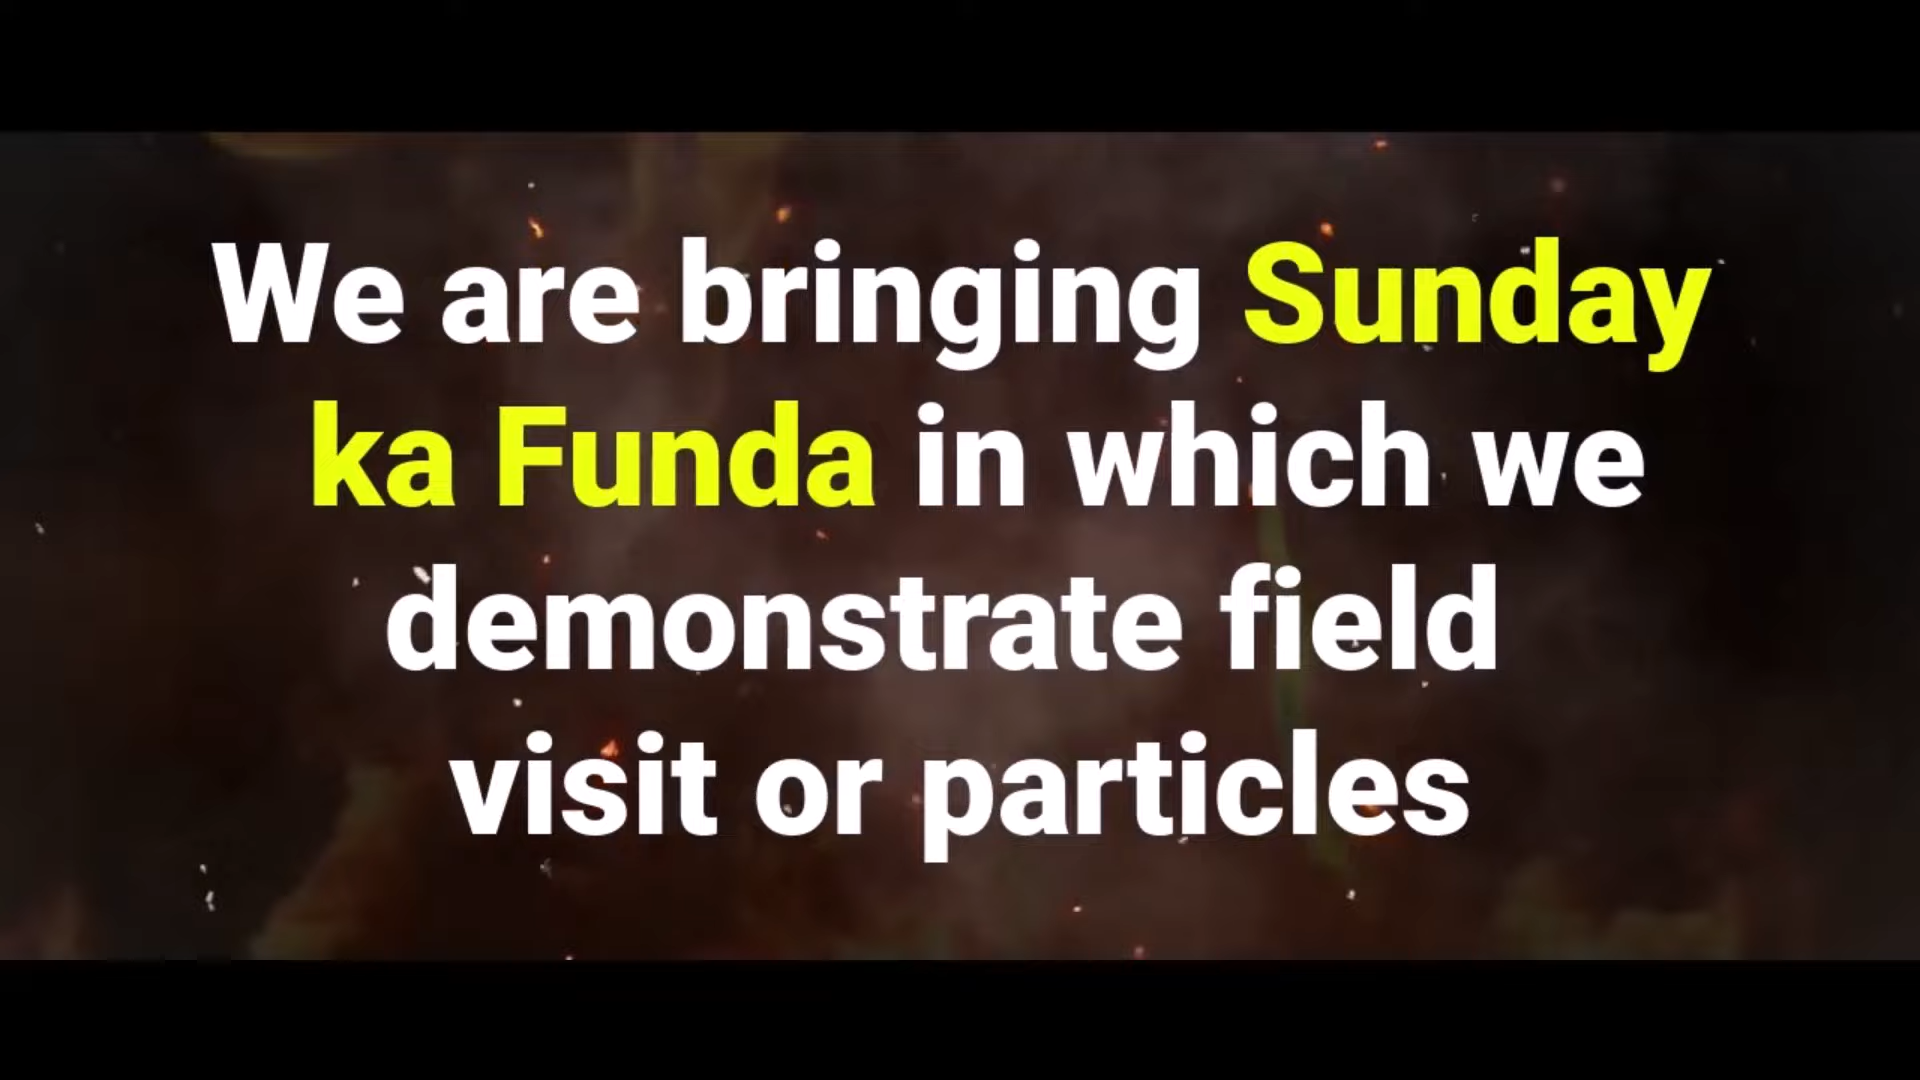 We are bringing Sunday
ka Funda in which we
demonstrate field
visit or particles